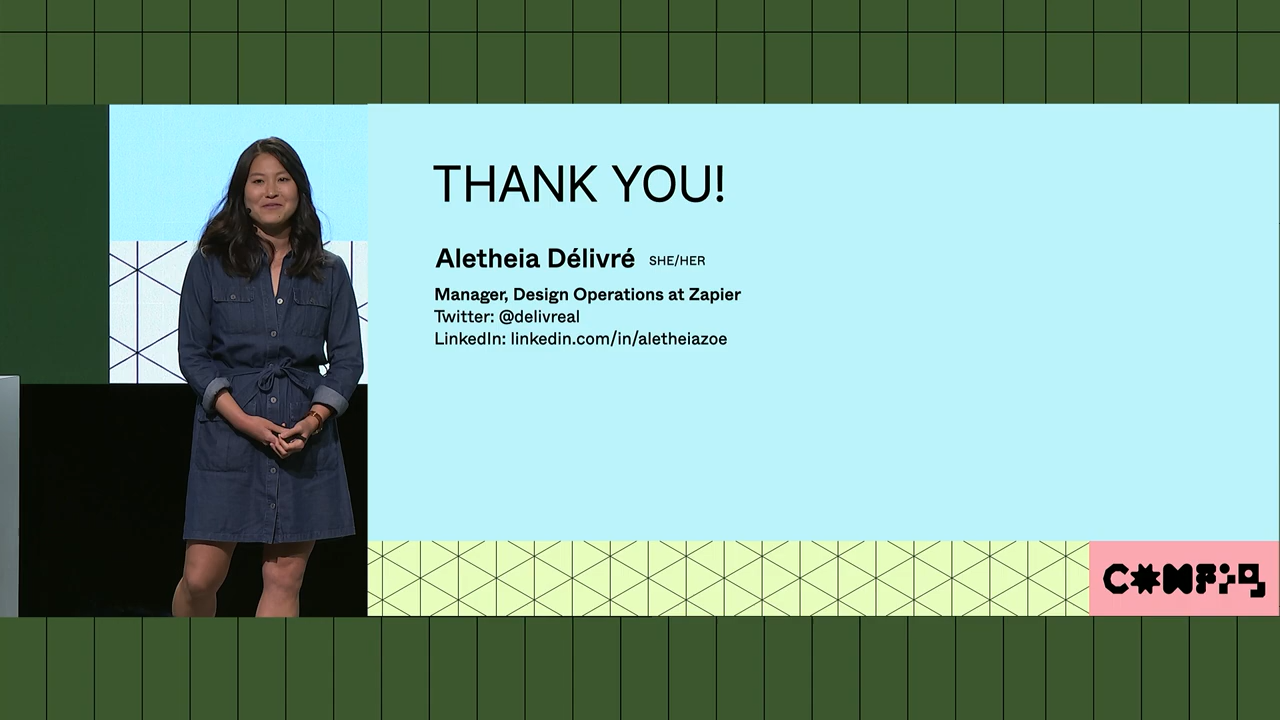 THANK YOU!
Aletheia Délivré SHE/HER
Manager, Design Operations at Zapier
Twitter: @delivreal
LinkedIn: linkedin.com/in/aletheiazoe
CONFIG